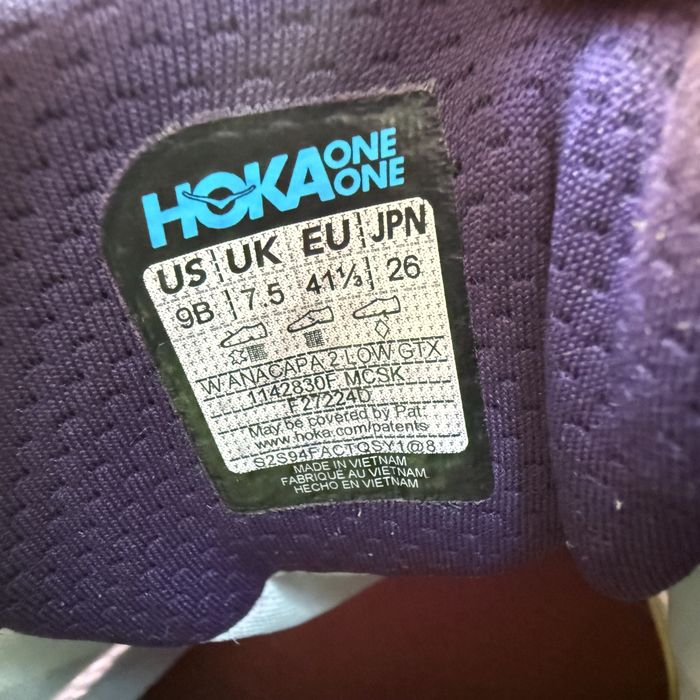 HOKA ONE ONE
US UK EU JPN
9B 7.5 41⅓ 26
W ANACAPA 2 LOW GTX
1142830F MCSK
F27224D
May be covered by Pat:
www.hoka.com/patents
S2S94FACTQSY1@8
MADE IN VIETNAM
FABRIQUE AU VIETNAM
HECHO EN VIETNAM